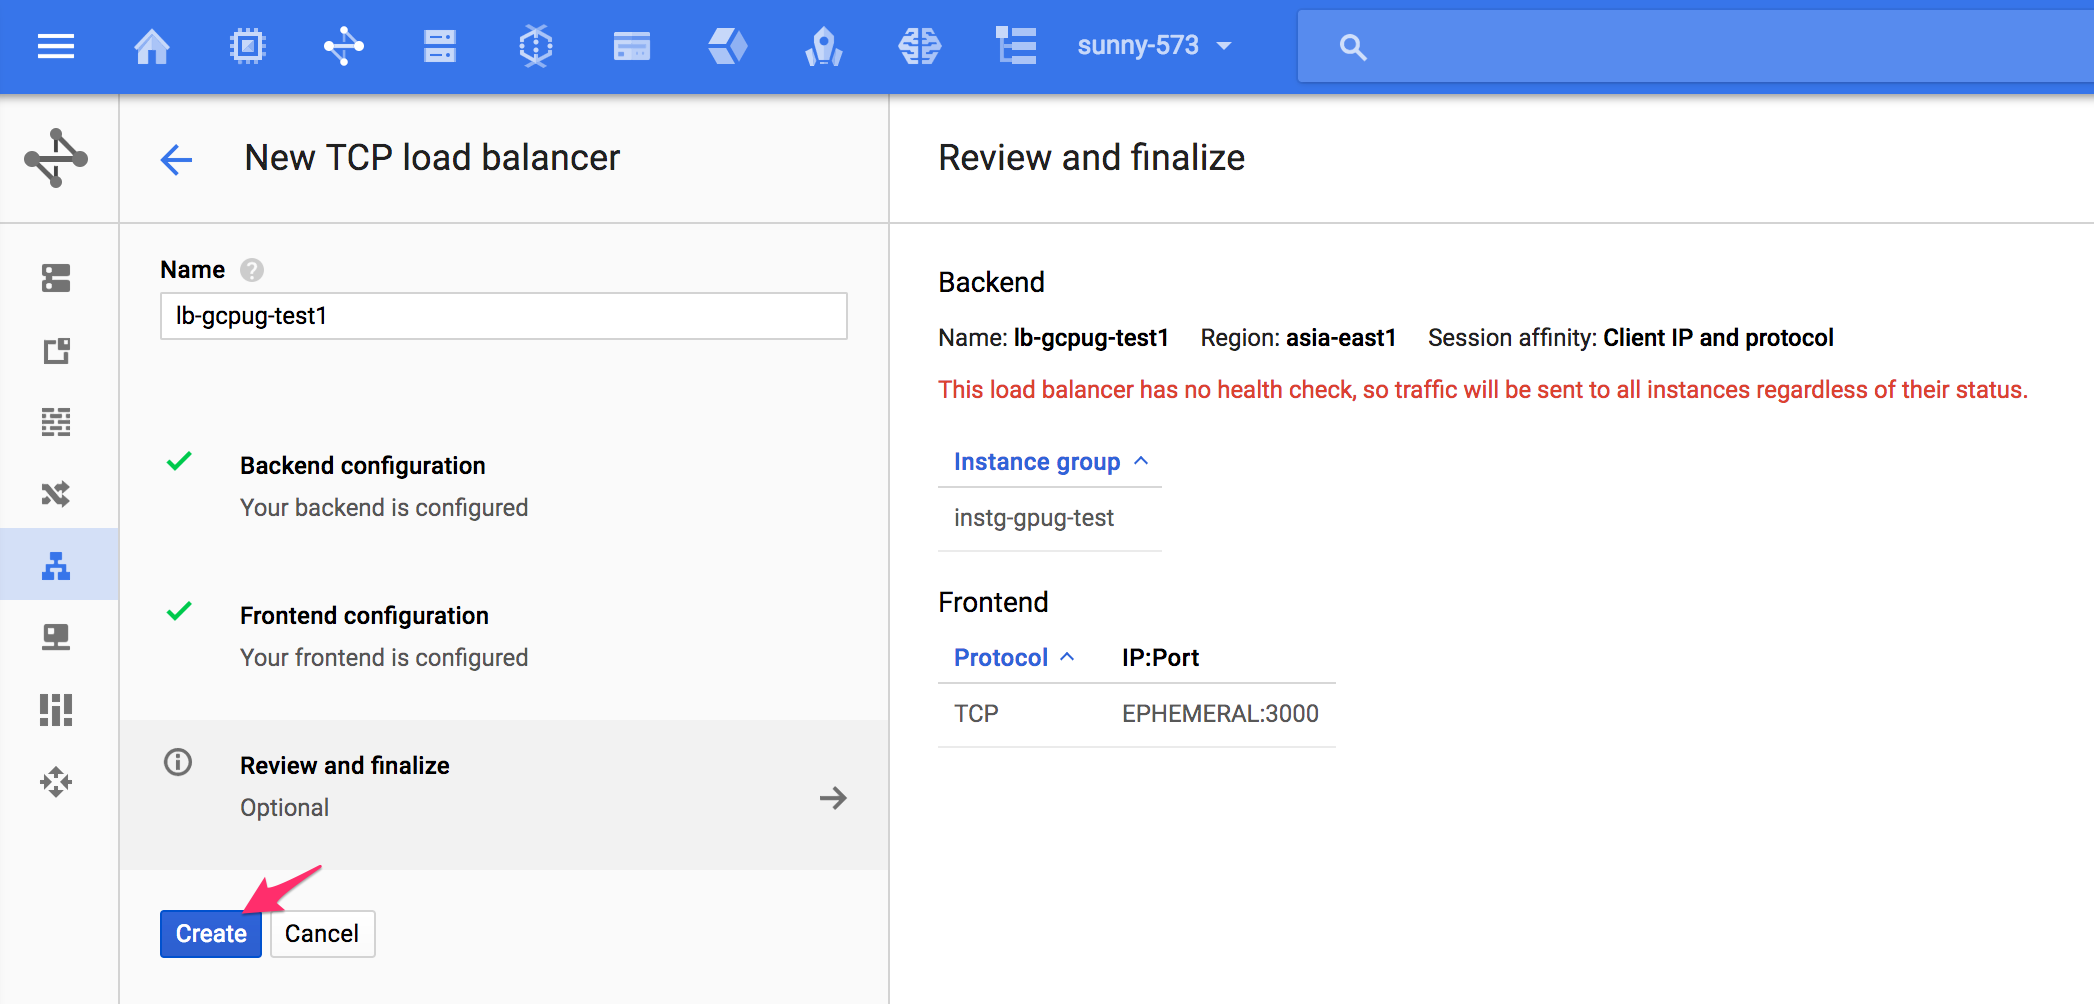 sunny-573
New TCP load balancer
Review and finalize
Name
lb-gcpug-test1
Backend configuration
Your backend is configured
Frontend configuration
Your frontend is configured
Review and finalize
Optional
Create
Cancel
Backend
Name: lb-gcpug-test1 Region: asia-east1 Session affinity: Client IP and protocol
This load balancer has no health check, so traffic will be sent to all instances regardless of their status.
Instance group
instg-gpug-test
Frontend
Protocol IP:Port
TCP EPHEMERAL:3000